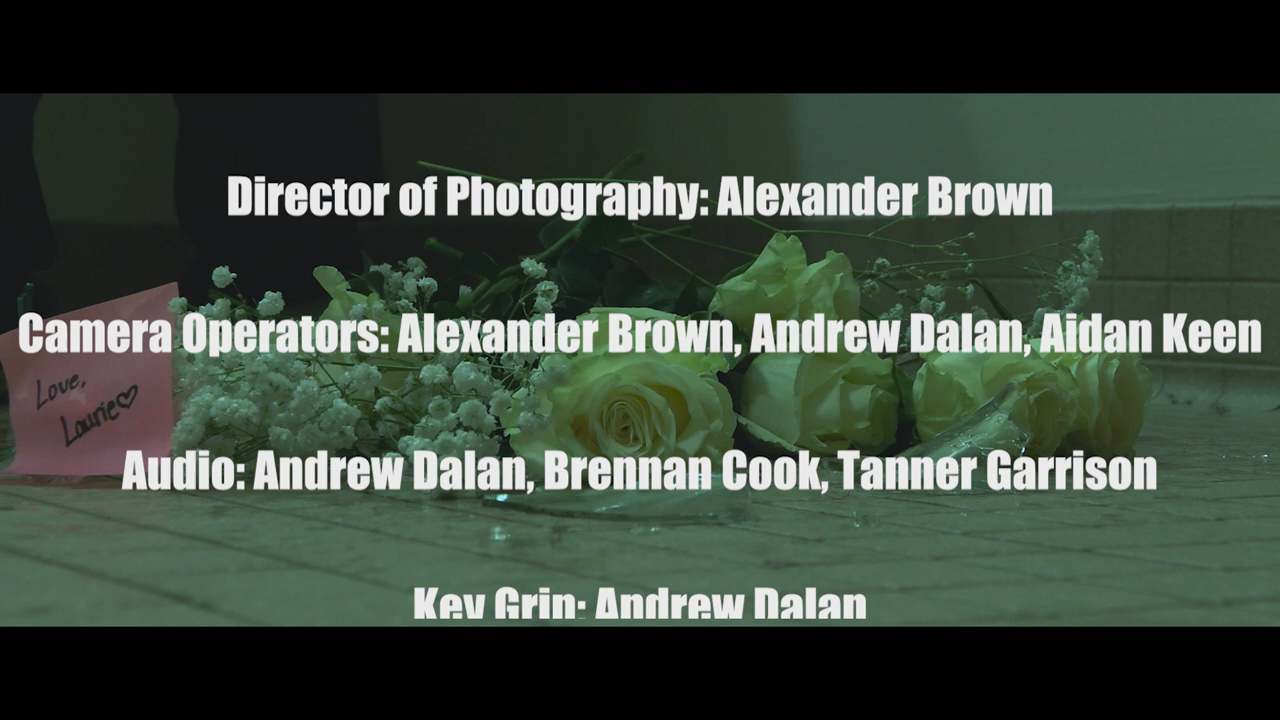 Director of Photography: Alexander Brown
Camera Operators: Alexander Brown, Andrew Dalan, Aidan Keen
Love,
Laurie♡
Audio: Andrew Dalan, Brennan Cook, Tanner Garrison
Key Grip: Andrew Dalan